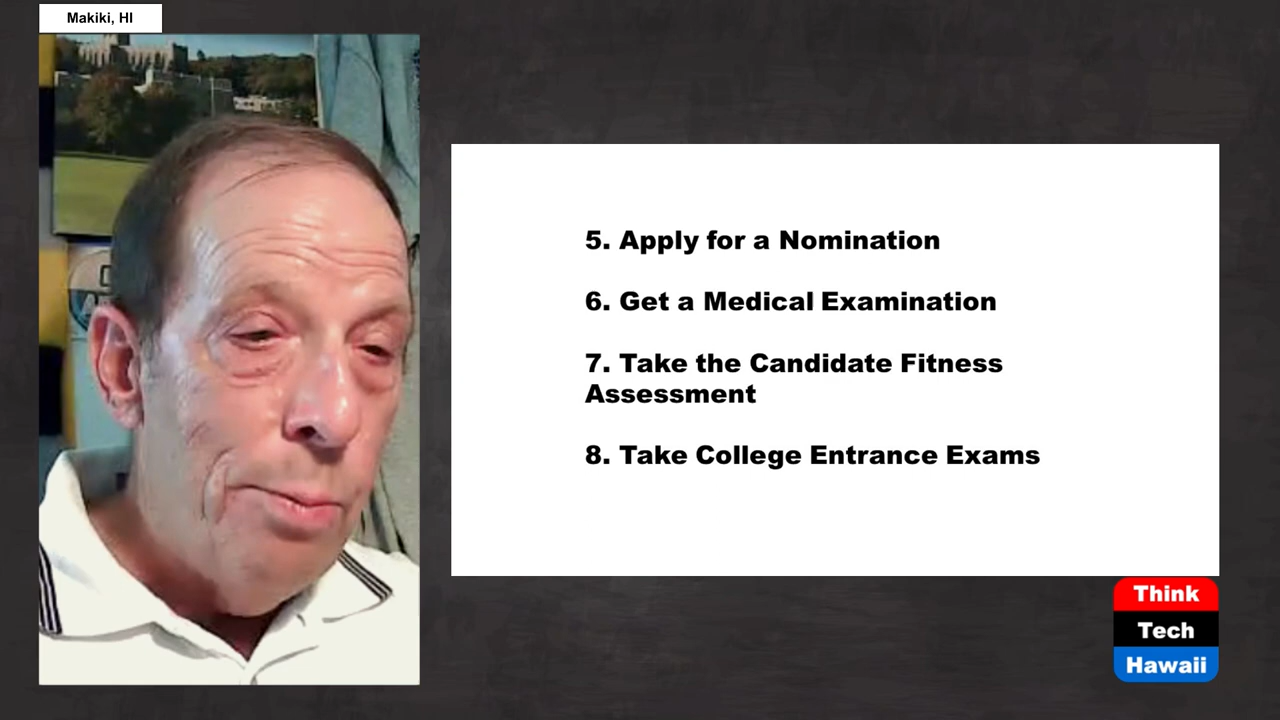 Makiki, HI
5. Apply for a Nomination
6. Get a Medical Examination
7. Take the Candidate Fitness
Assessment
8. Take College Entrance Exams
Think
Tech
Hawaii